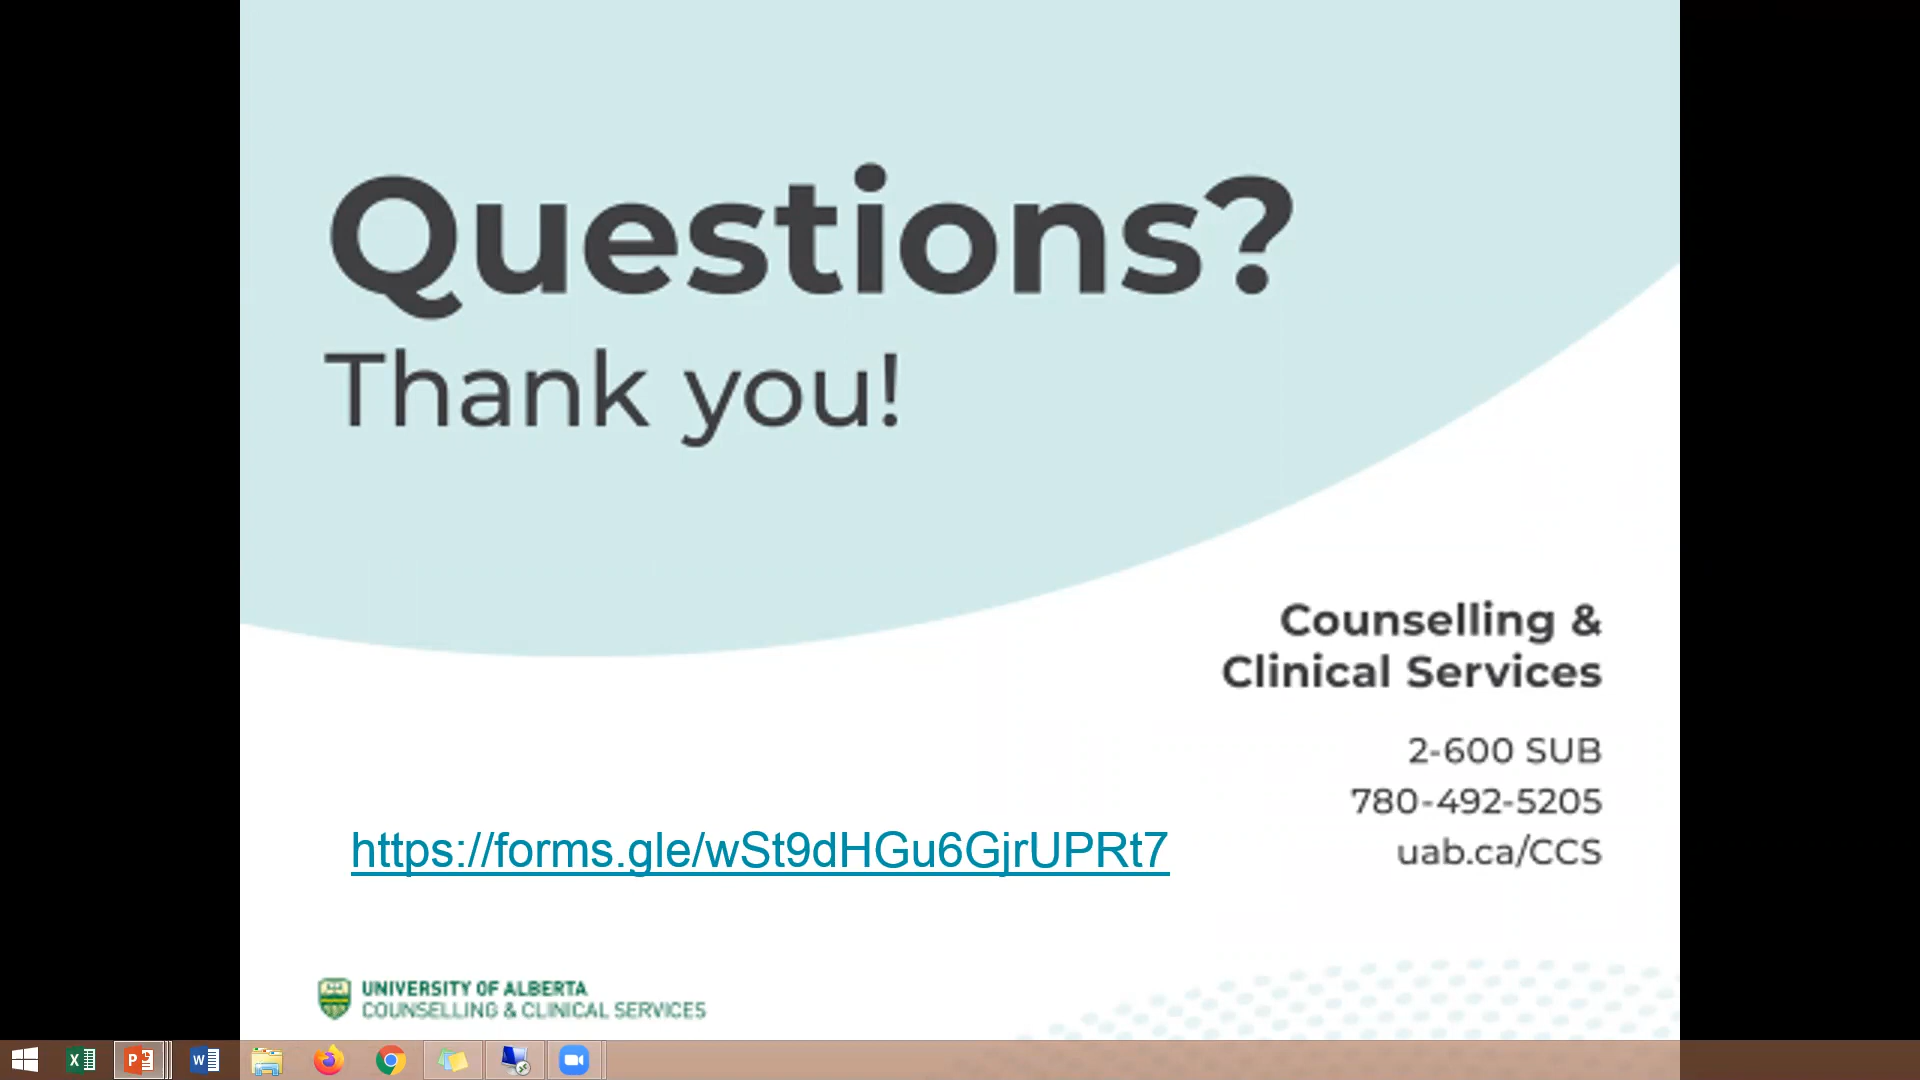 Questions?
Thank you!
Counselling &
Clinical Services
2-600 SUB
780-492-5205
uab.ca/CCS
https://forms.gle/wSt9dHGu6GjrUPRt7
UNIVERSITY OF ALBERTA
COUNSELLING & CLINICAL SERVICES